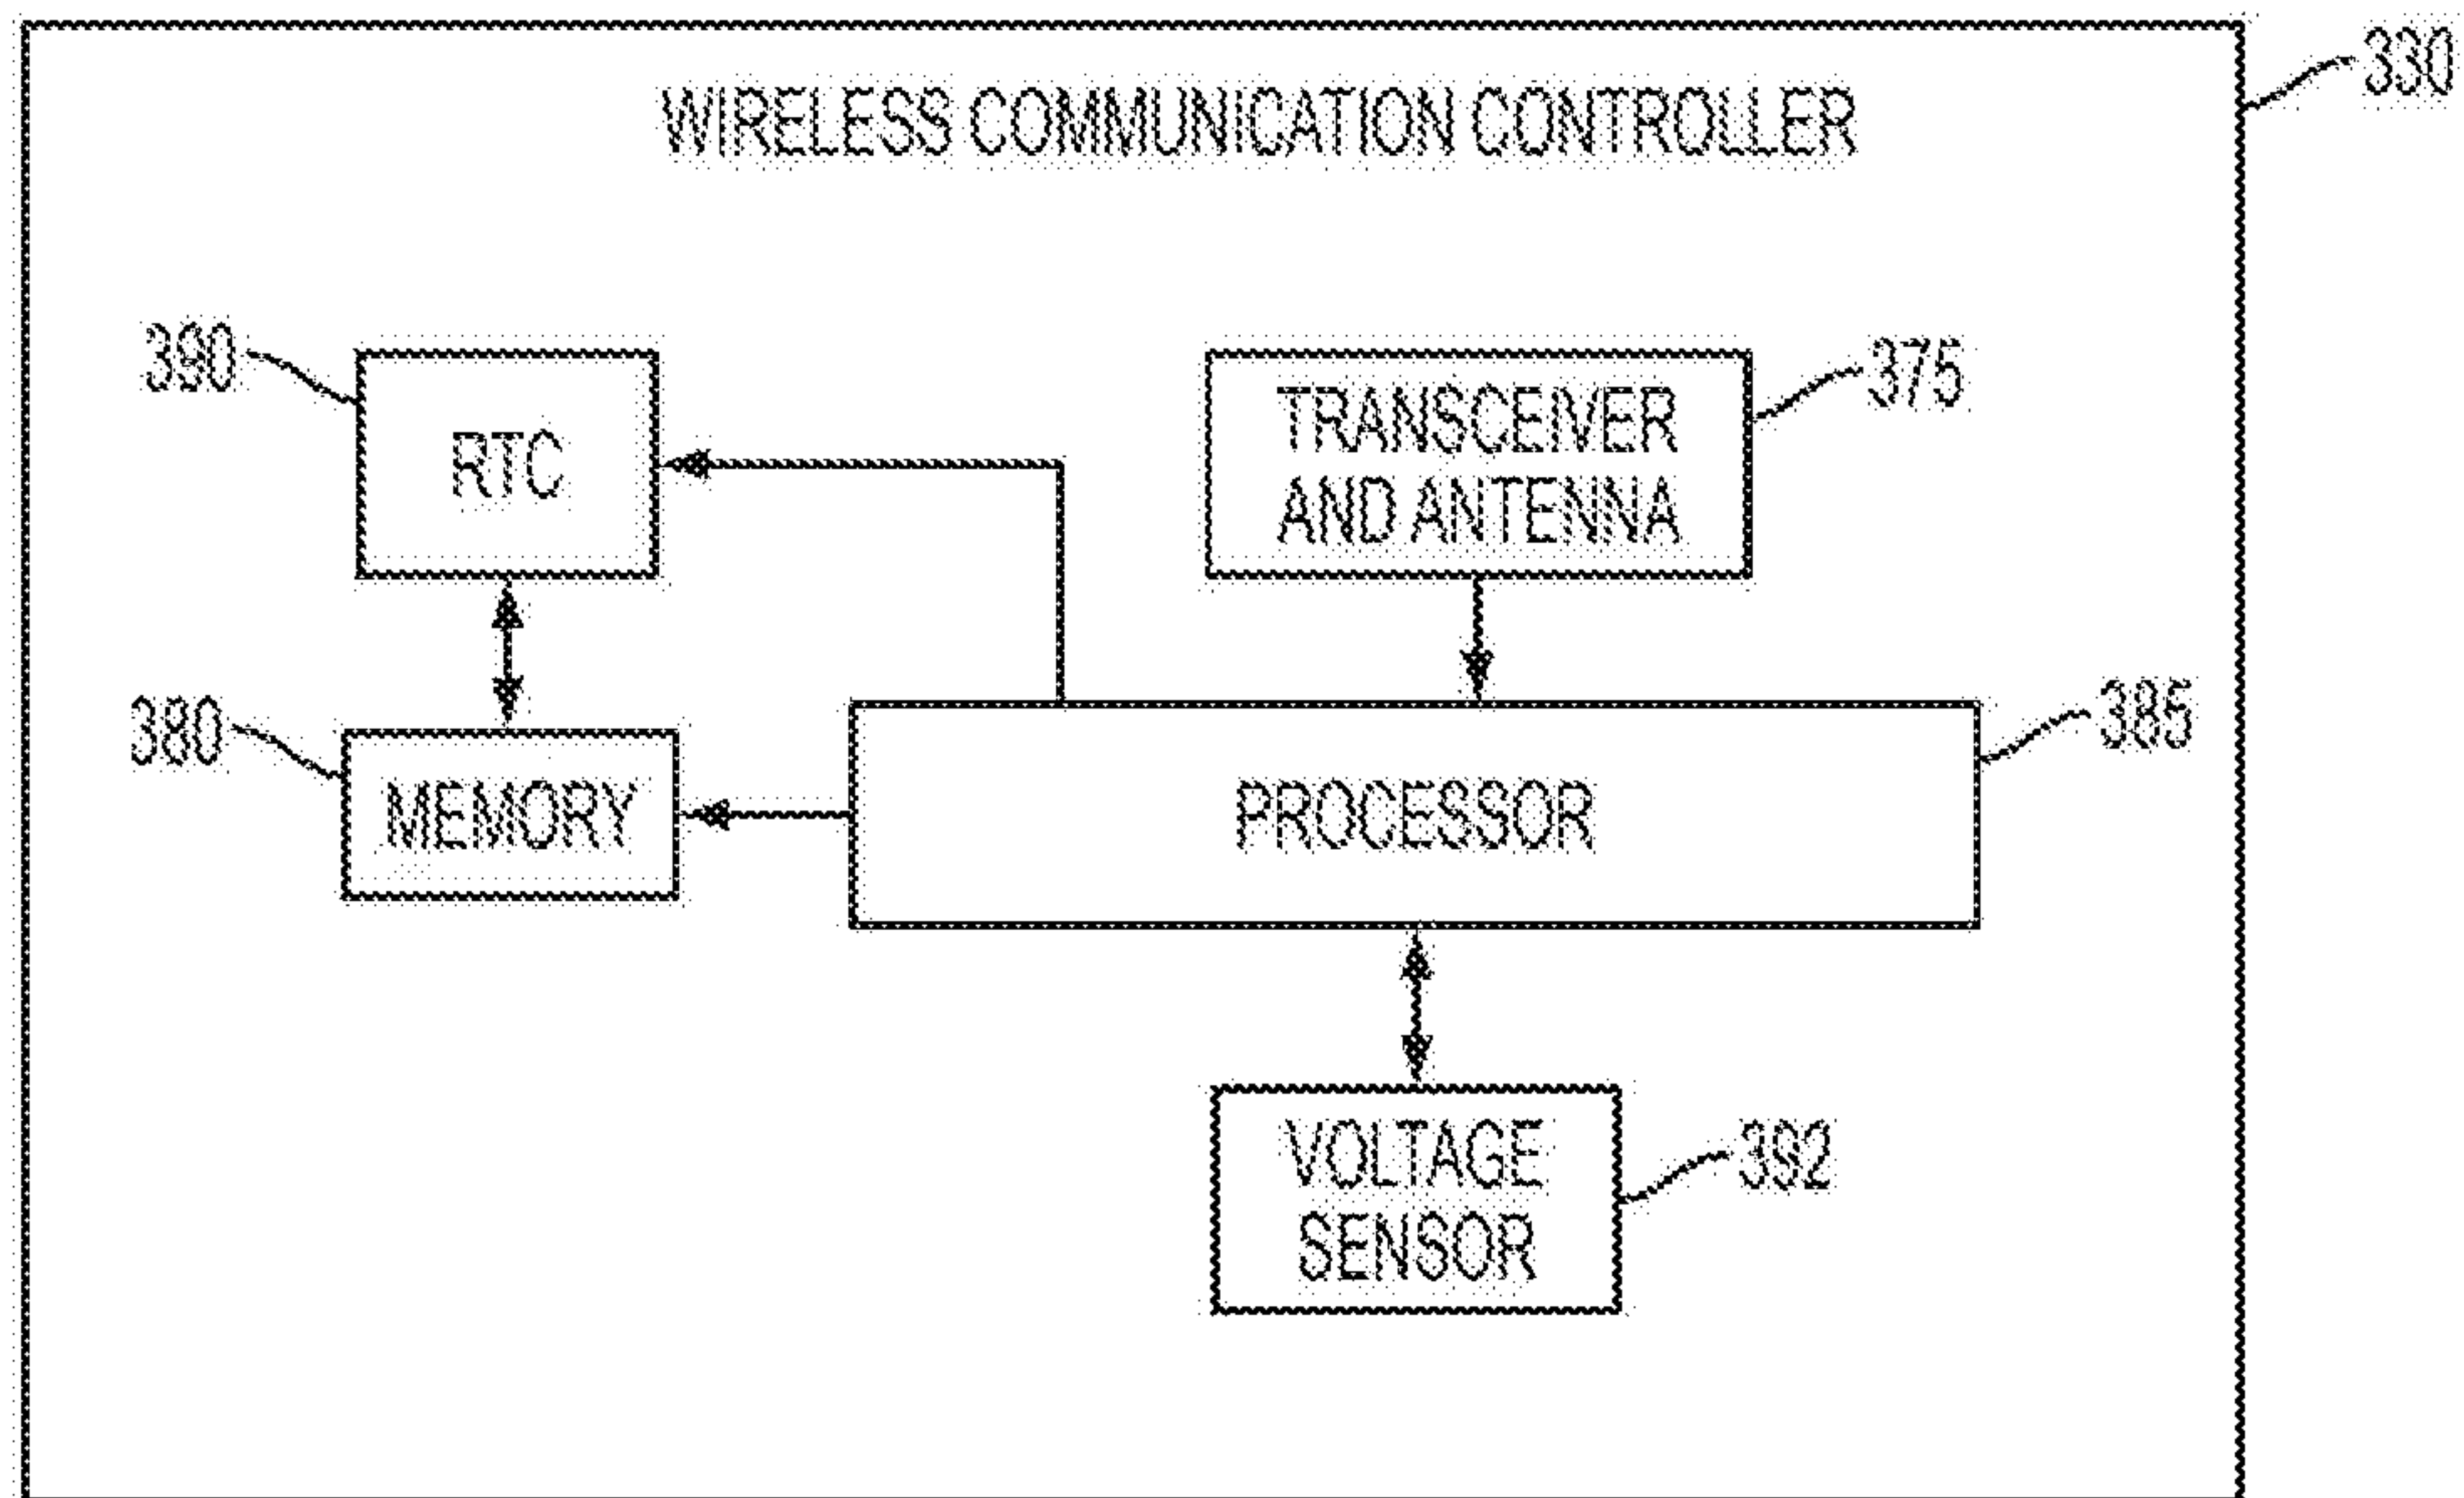 330
WIRELESS COMMUNICATION CONTROLLER
390
RTC
TRANSCEIVER
AND ANTENNA
375
380
MEMORY
PROCESSOR
385
VOLTAGE
SENSOR
392